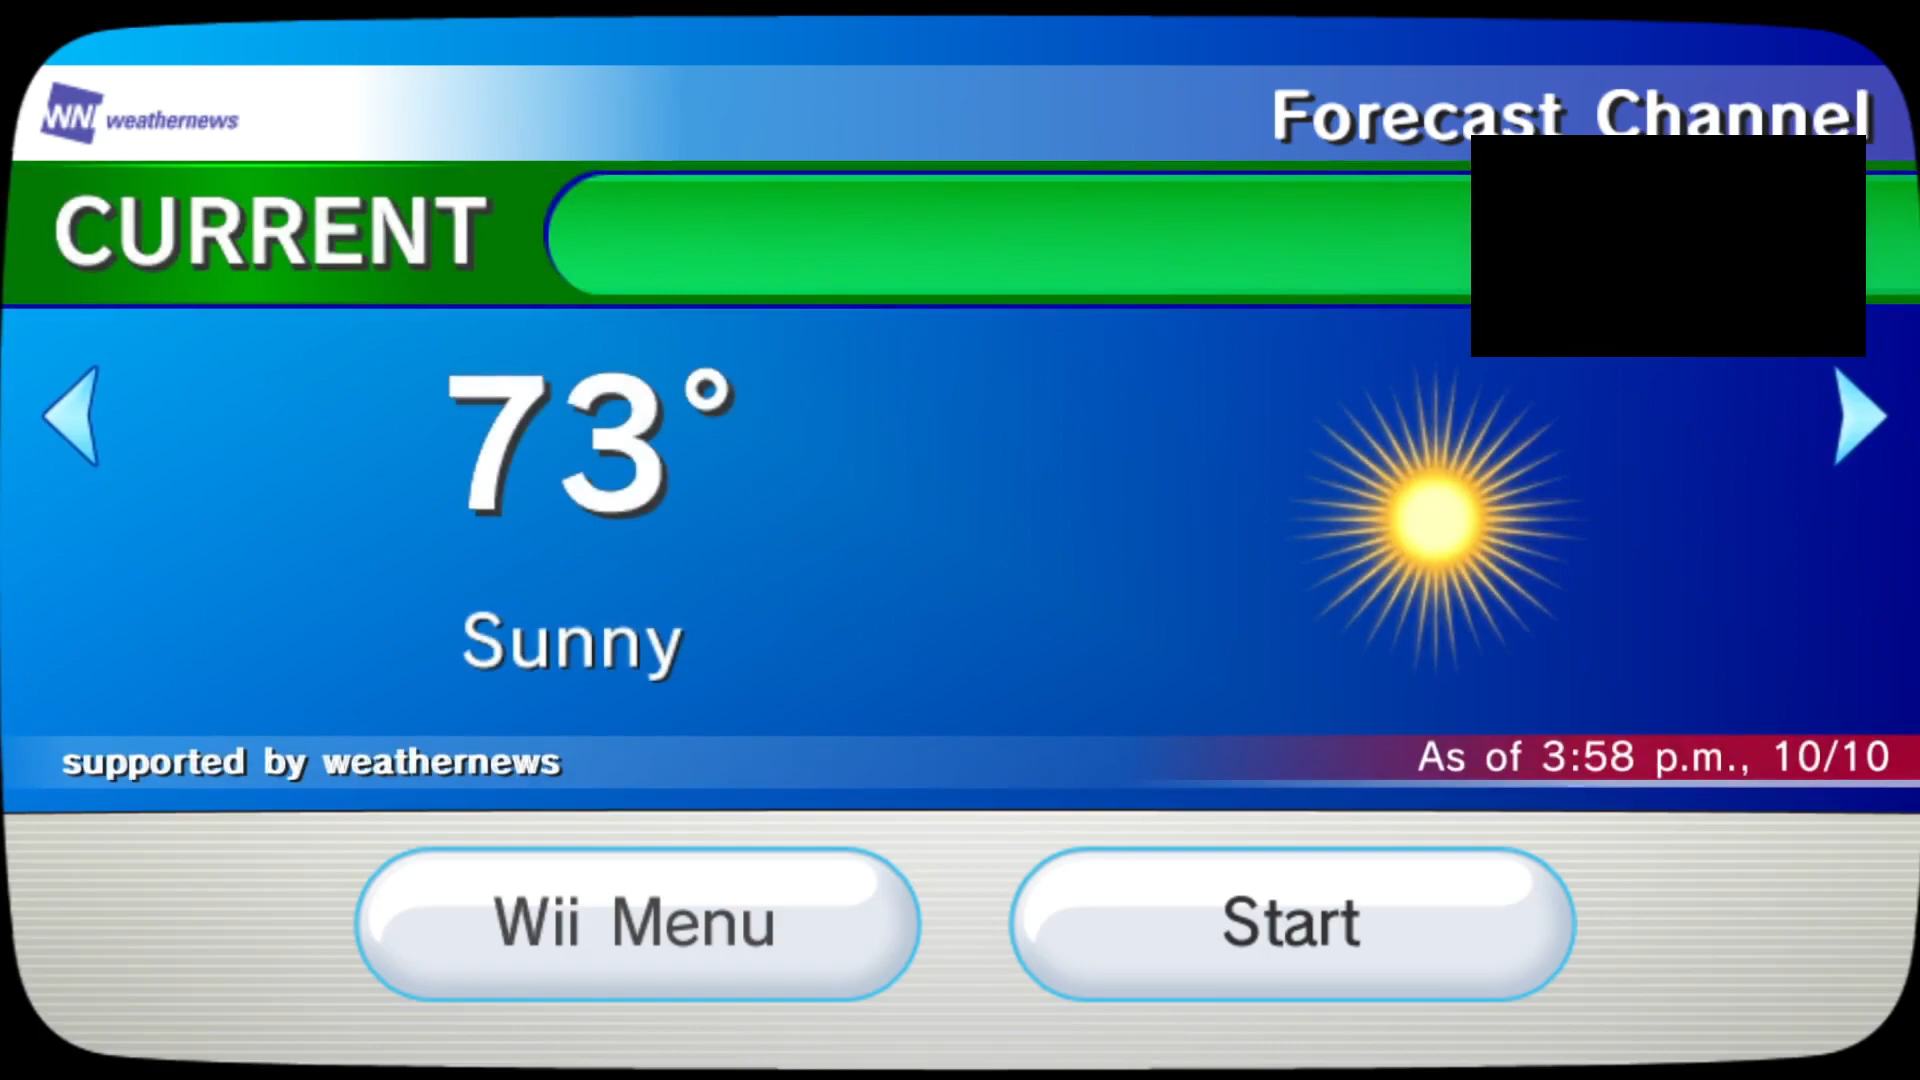 WNI weathernews
Forecast Channel
CURRENT
73°
Sunny
supported by weathernews
As of 3:58 p.m., 10/10
Wii Menu
Start